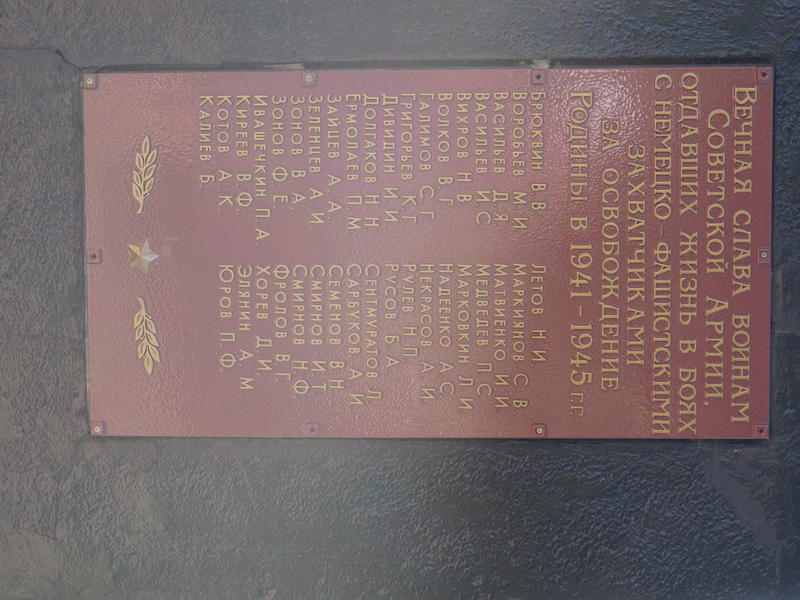 Вечная слава воинам
Советской Армии,
отдавших жизнь в боях
с немецко-фашистскими
захватчиками
за освобождение
Родины в 1941-1945 г.г.
Брюквин В. В.
Воробьев М. И.
Васильев Д. Я.
Васильев И. С.
Вихров Н. В.
Волков В. Г.
Галимов С. Г.
Григорьев К. Г.
Дивидин И. И.
Долгаков Н. Н.
Ермолаев П. М.
Зайцев А. А.
Зеленцев А. И.
Зонов В. А.
Зонов Ф. Е.
Ивашечкин П. А.
Киреев В. Ф.
Котов А. К.
Калиев Б.
Летов Н. И.
Маркиянов С. В.
Матвиенко И. И.
Медведев П. С.
Марковкин Л. И.
Надеенко А. С.
Некрасов А. И.
Рулев Н. П.
Русов Б. А.
Сентмуратов Л.
Сарвуков А. И.
Семенов В. Н.
Смирнов И. Т.
Смирнов Н. Ф.
Фролов В. Г.
Хорев Д. И.
Элянин А. М.
Юров П. Ф.